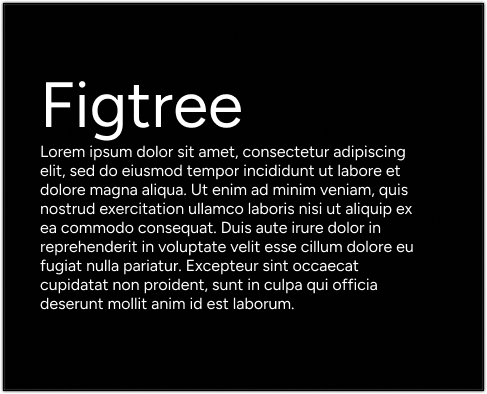 Figtree
Lorem ipsum dolor sit amet, consectetur adipiscing
elit, sed do eiusmod tempor incididunt ut labore et
dolore magna aliqua. Ut enim ad minim veniam, quis
nostrud exercitation ullamco laboris nisi ut aliquip ex
ea commodo consequat. Duis aute irure dolor in
reprehenderit in voluptate velit esse cillum dolore eu
fugiat nulla pariatur. Excepteur sint occaecat
cupidatat non proident, sunt in culpa qui officia
deserunt mollit anim id est laborum.